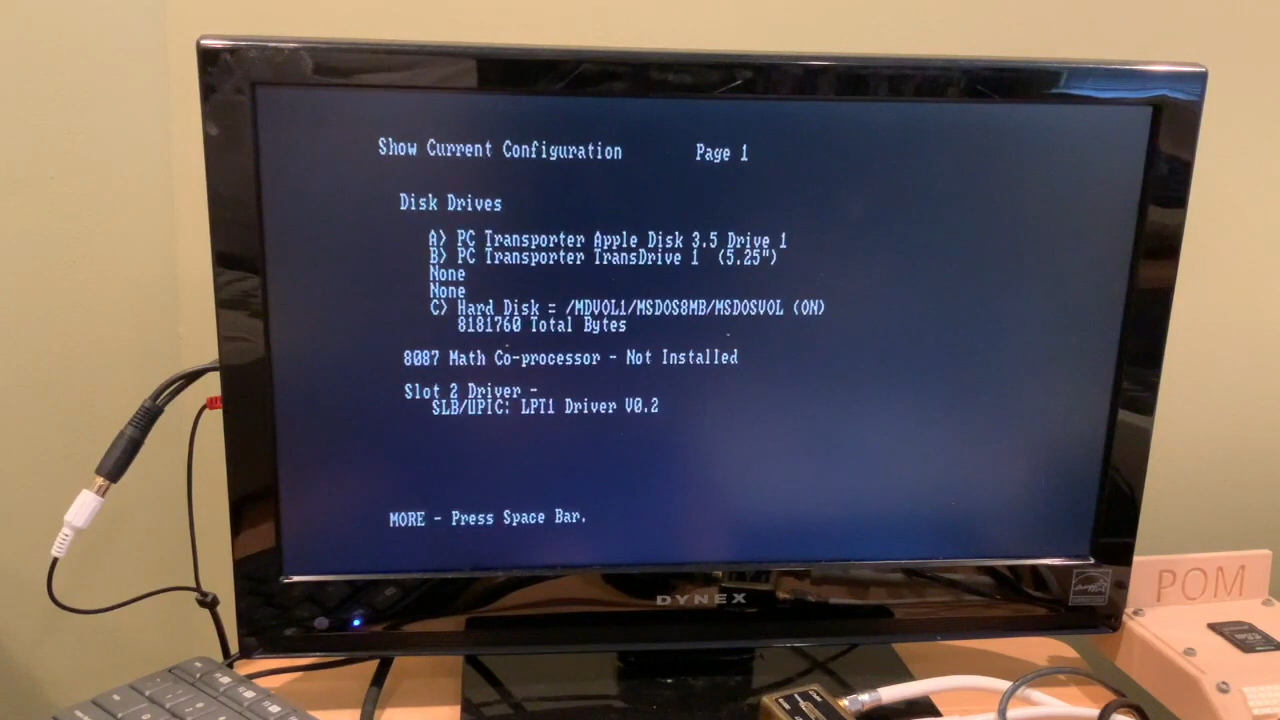 Show Current Configuration Page 1
Disk Drives
A> PC Transporter Apple Disk 3.5 Drive 1
B> PC Transporter TransDrive 1 (5.25")
None
None
C> Hard Disk = /MDVOL1/MSDOS8MB/MSDOSVOL (ON)
8181760 Total Bytes
8087 Math Co-processor - Not Installed
Slot 2 Driver -
SLB/UPIC: LPT1 Driver V0.2
MORE - Press Space Bar.
DYNEX
POM